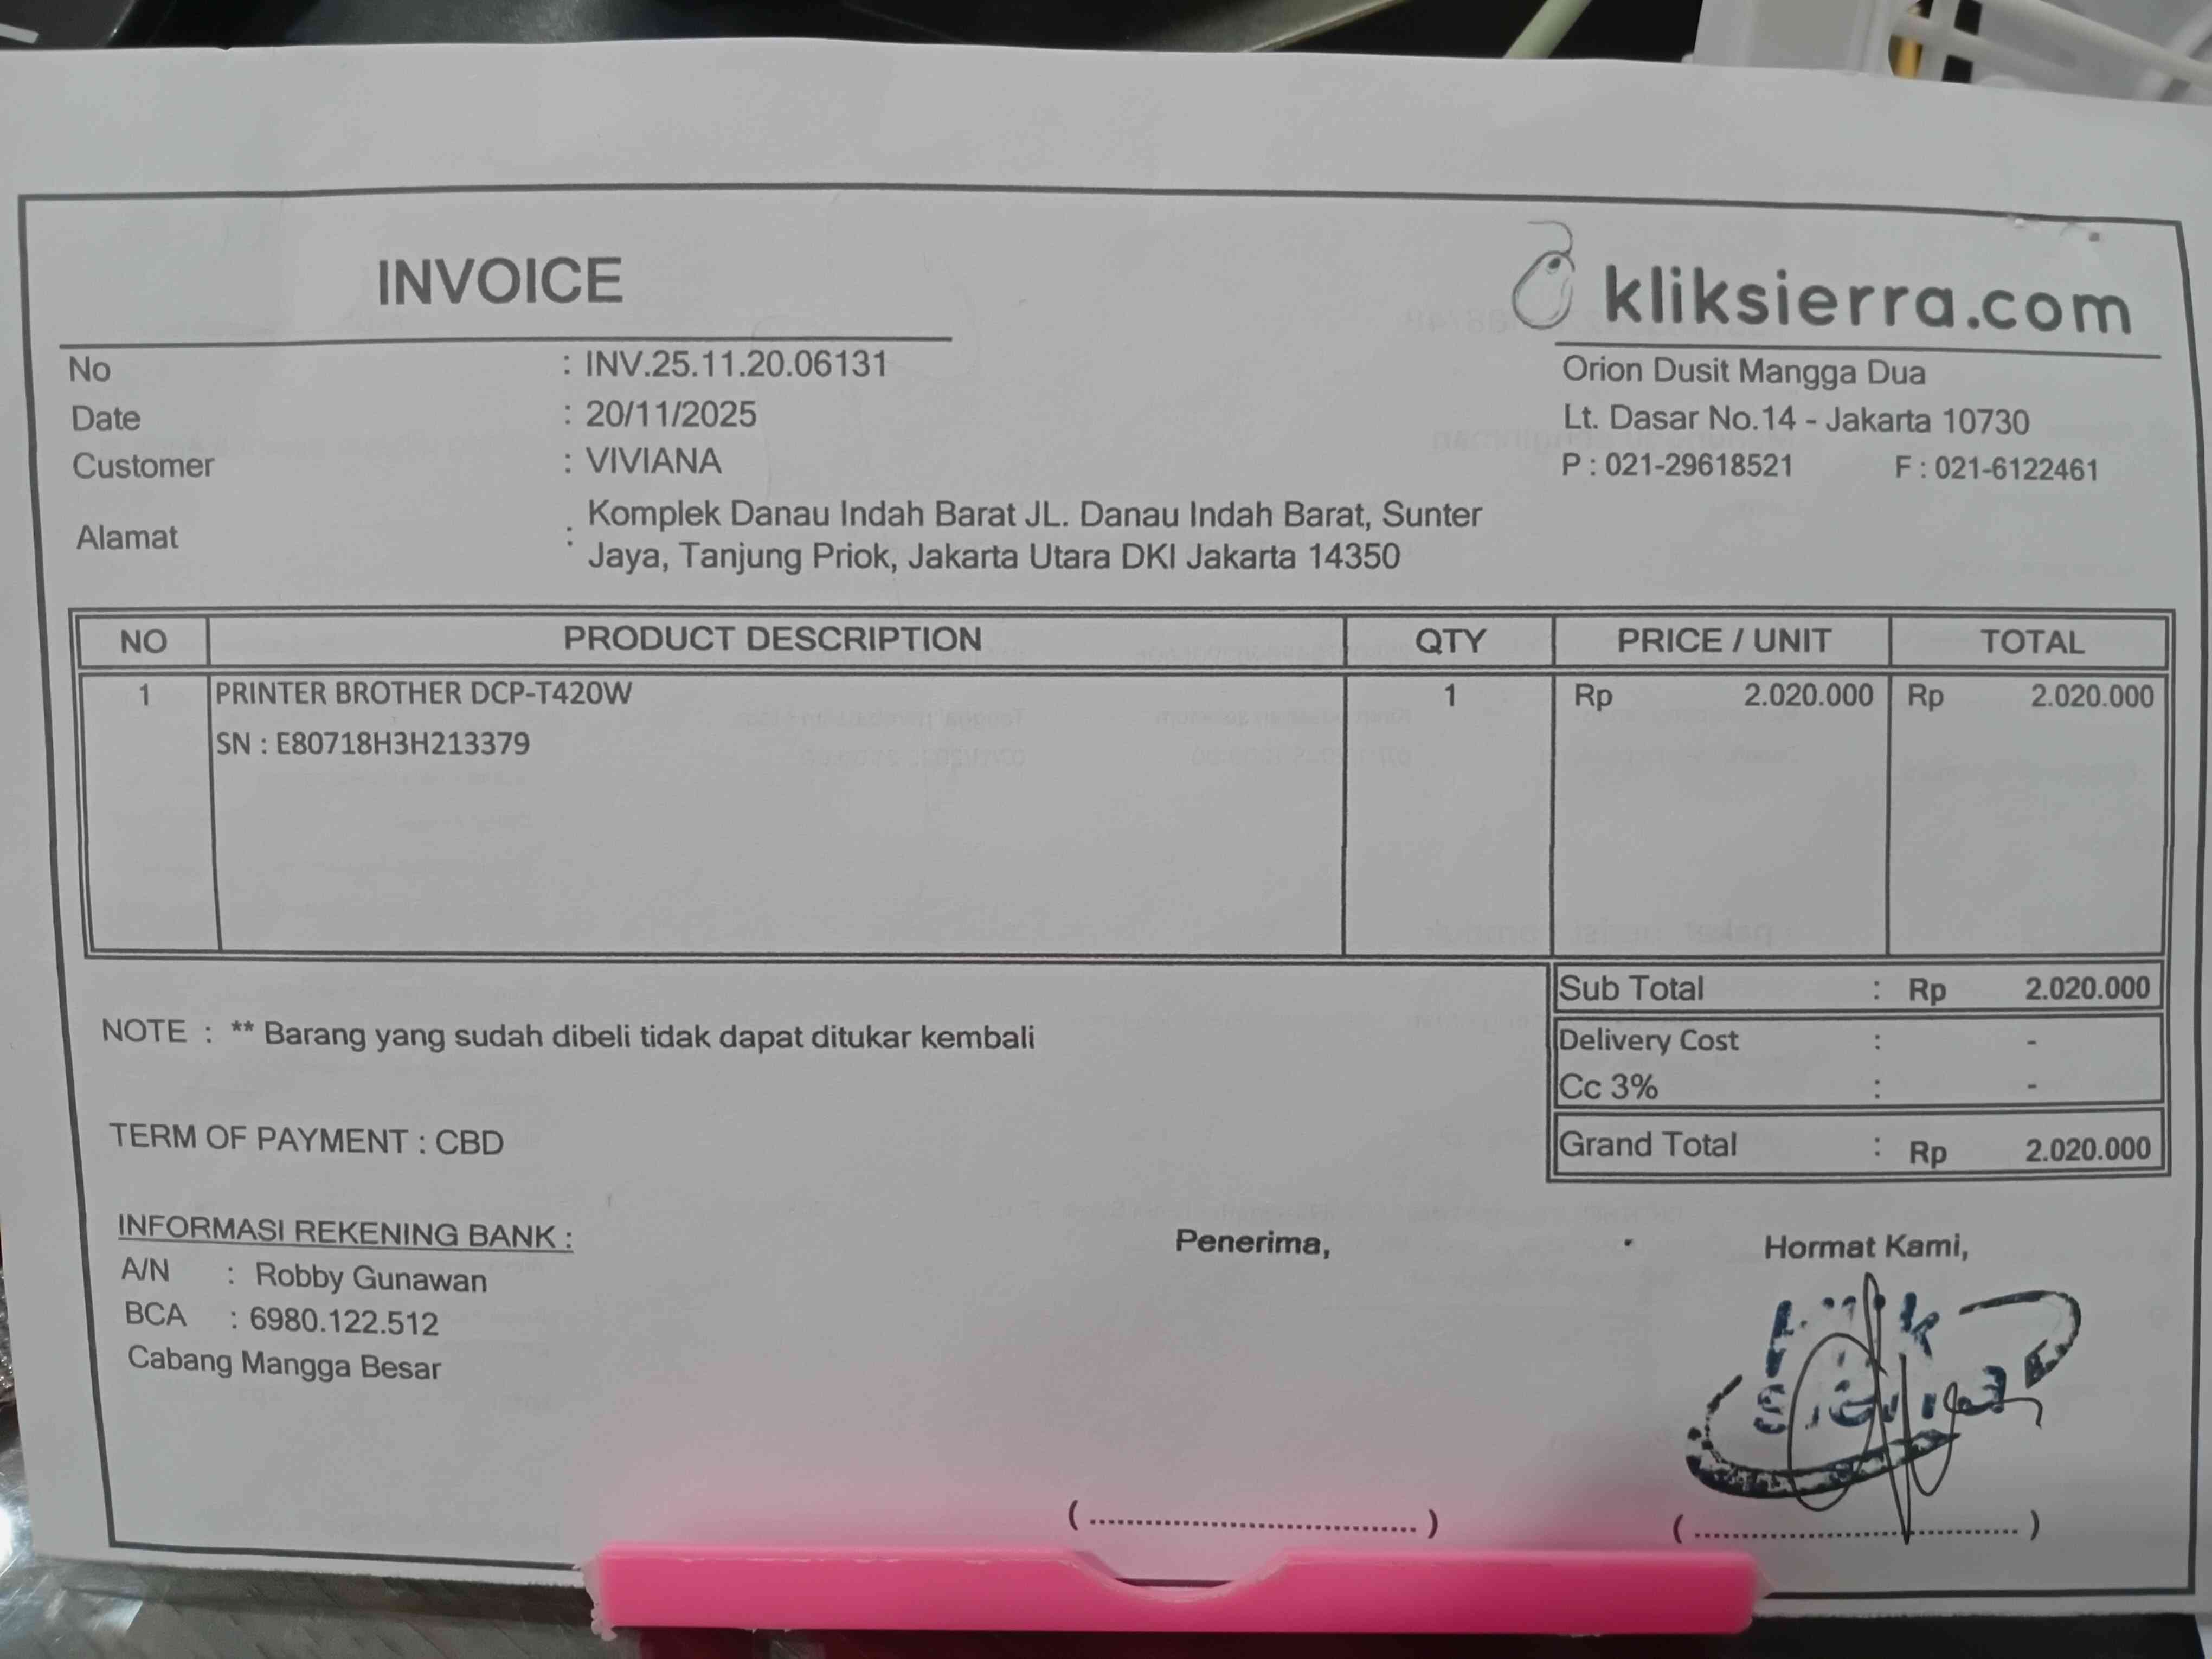 INVOICE
kliksierra.com
No : INV.25.11.20.06131
Date : 20/11/2025
Customer : VIVIANA
Alamat : Komplek Danau Indah Barat JL. Danau Indah Barat, Sunter
Jaya, Tanjung Priok, Jakarta Utara DKI Jakarta 14350
Orion Dusit Mangga Dua
Lt. Dasar No.14 - Jakarta 10730
P : 021-29618521 F : 021-6122461
NO PRODUCT DESCRIPTION QTY PRICE / UNIT TOTAL
1 PRINTER BROTHER DCP-T420W 1 Rp 2.020.000 Rp 2.020.000
SN : E80718H3H213379
Sub Total : Rp 2.020.000
Delivery Cost : -
Cc 3% : -
Grand Total : Rp 2.020.000
NOTE : ** Barang yang sudah dibeli tidak dapat ditukar kembali
TERM OF PAYMENT : CBD
INFORMASI REKENING BANK :
A/N : Robby Gunawan
BCA : 6980.122.512
Cabang Mangga Besar
Penerima,
Hormat Kami,
( .................................... )
( .................................... )